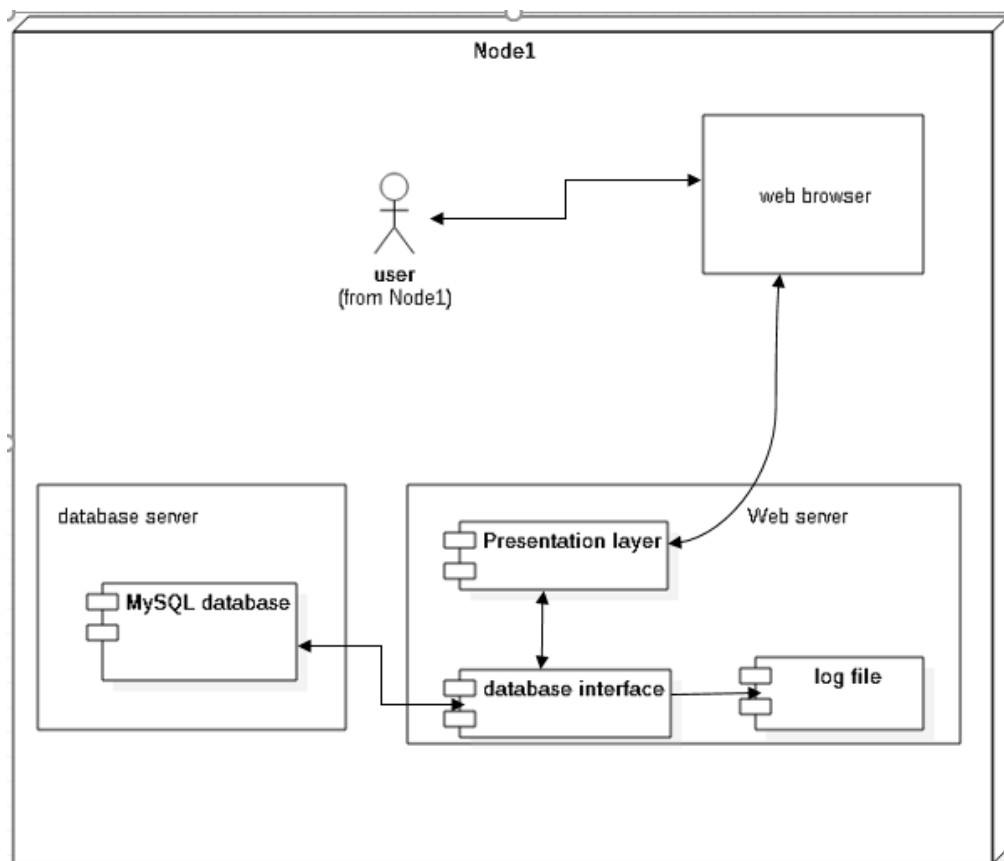 Node1
web browser
user
(from Node1)
database server
Web server
Presentation layer
MySQL database
database interface
log file